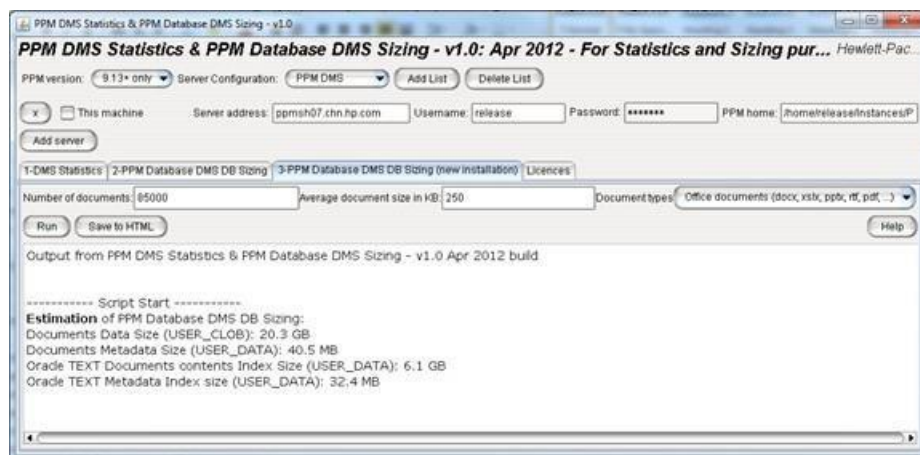 PPM DMS Statistics & PPM Database DMS Sizing - v1.0
PPM DMS Statistics & PPM Database DMS Sizing - v1.0: Apr 2012 - For Statistics and Sizing pur... Hewlett-Pac...
PPM version: 9.13+ only Server Configuration: PPM DMS Add List Delete List
x This machine Server address: ppmsh07.chn.hp.com Username: release Password: ******* PPM home: /home/release/instances/P
Add server
1-DMS Statistics 2-PPM Database DMS DB Sizing 3-PPM Database DMS DB Sizing (new installation) Licences
Number of documents: 85000 Average document size in KB: 250 Document types Office documents (docx, xslx, pptx, rtf, pdf, ...)
Run Save to HTML Help
Output from PPM DMS Statistics & PPM Database DMS Sizing - v1.0 Apr 2012 build
----------- Script Start -----------
Estimation of PPM Database DMS DB Sizing:
Documents Data Size (USER_CLOB): 20.3 GB
Documents Metadata Size (USER_DATA): 40.5 MB
Oracle TEXT Documents contents Index Size (USER_DATA): 6.1 GB
Oracle TEXT Metadata Index size (USER_DATA): 32.4 MB